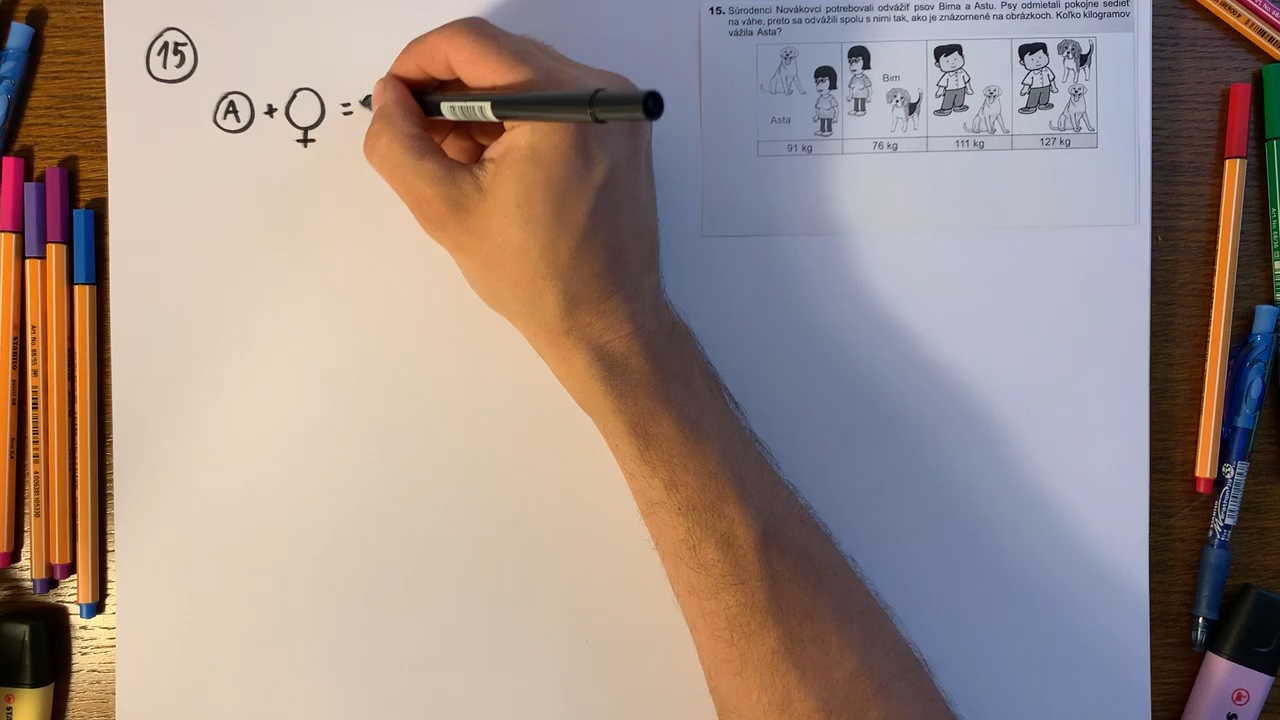 15
A + ♀ =
15. Súrodenci Novákovci potrebovali odvážiť psov Bima a Astu. Psy odmietali pokojne sedieť
na váhe, preto sa odvážili spolu s nimi tak, ako je znázornené na obrázkoch. Koľko kilogramov
vážila Asta?
Bim
Asta
91 kg 76 kg 111 kg 127 kg